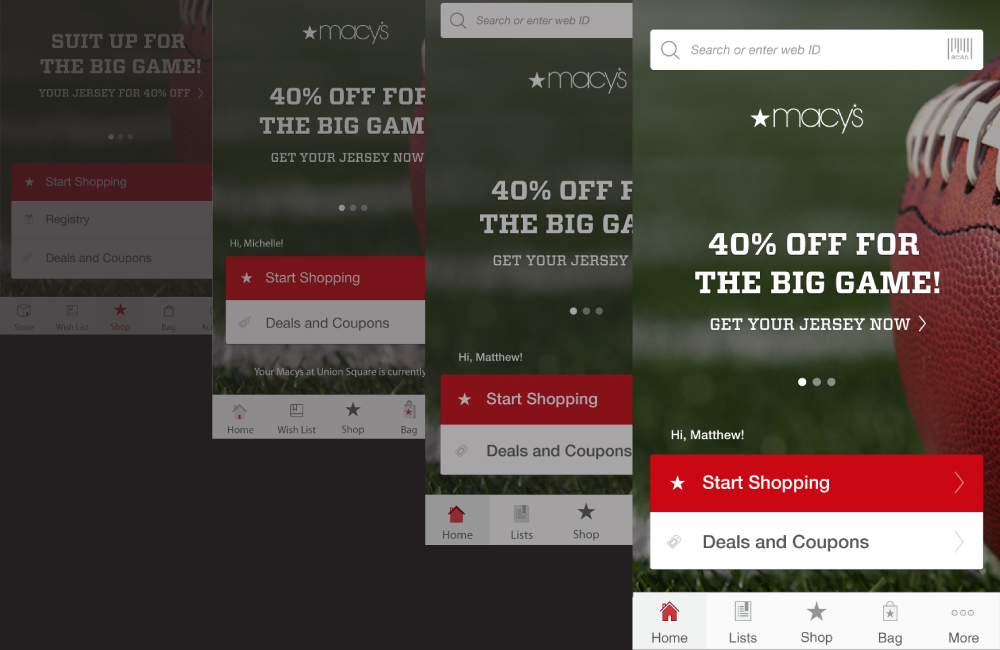 SUIT UP FOR
THE BIG GAME!
YOUR JERSEY FOR 40% OFF
Start Shopping
Registry
Deals and Coupons
Store
Wish List
Shop
Bag
macy's
40% OFF FOR
THE BIG GAM
GET YOUR JERSEY NOW
Hi, Michelle!
Start Shopping
Deals and Coupons
Your Macys at Union Square is currently
Home
Wish List
Shop
Bag
Search or enter web ID
macy's
40% OFF F
THE BIG GA
GET YOUR JERSEY
Hi, Matthew!
Start Shopping
Deals and Coupons
Home
Lists
Shop
Search or enter web ID
SCAN
macy's
40% OFF FOR
THE BIG GAME!
GET YOUR JERSEY NOW
Hi, Matthew!
Start Shopping
Deals and Coupons
Home
Lists
Shop
Bag
More